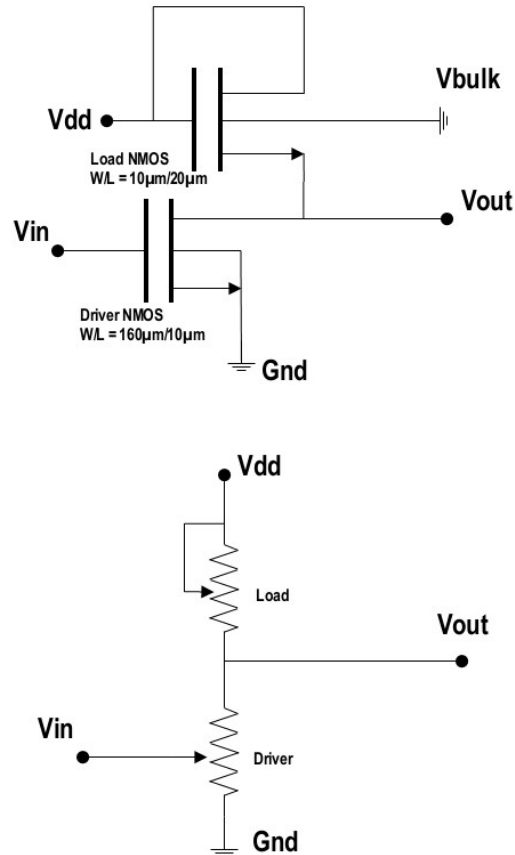 Vbulk
Vdd
Load NMOS
W/L = 10µm/20µm
Vout
Vin
Driver NMOS
W/L = 160µm/10µm
Gnd
Vdd
Load
Vout
Vin
Driver
Gnd